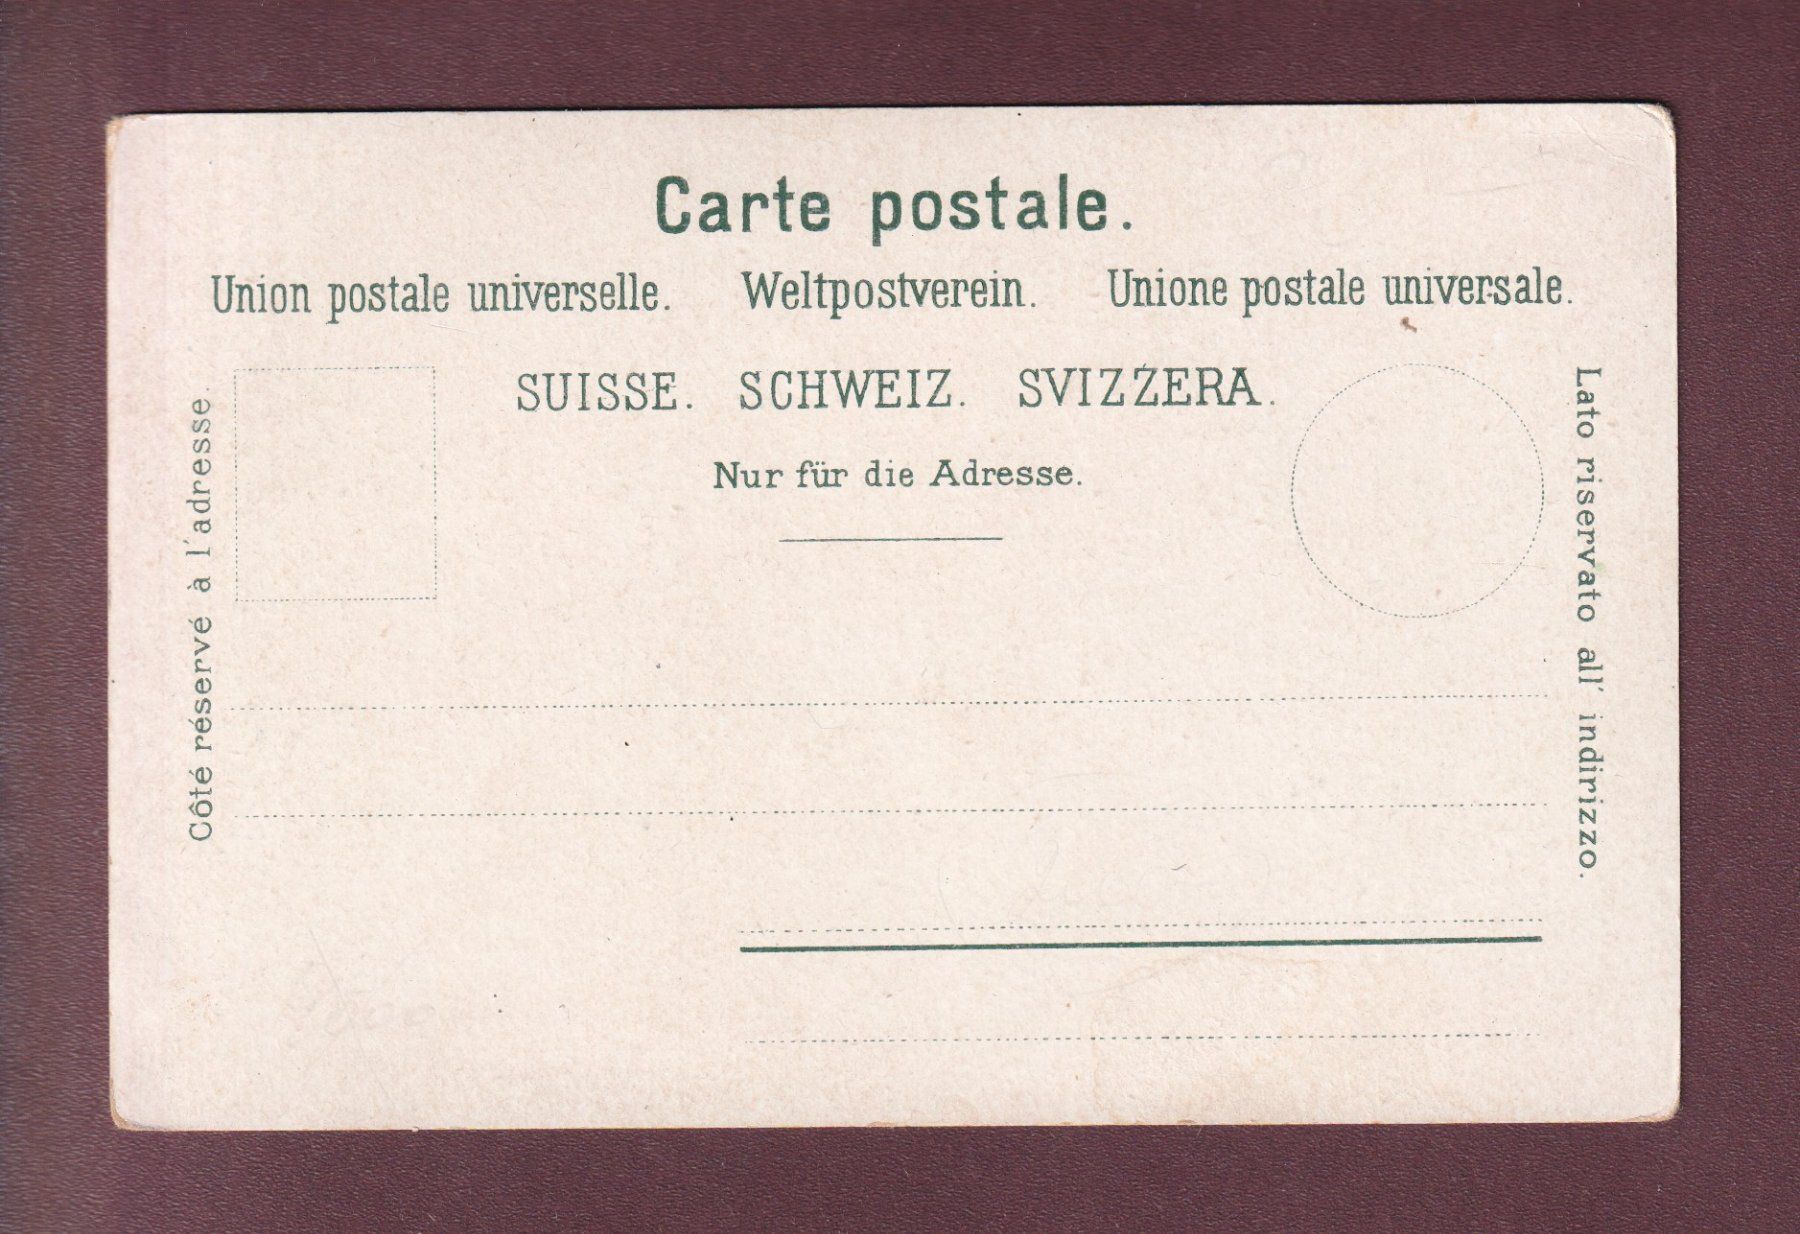 Carte postale.
Union postale universelle. Weltpostverein. Unione postale universale.
SUISSE. SCHWEIZ. SVIZZERA.
Nur für die Adresse.
Côté réservé à l'adresse.
Lato riservato all' indirizzo.